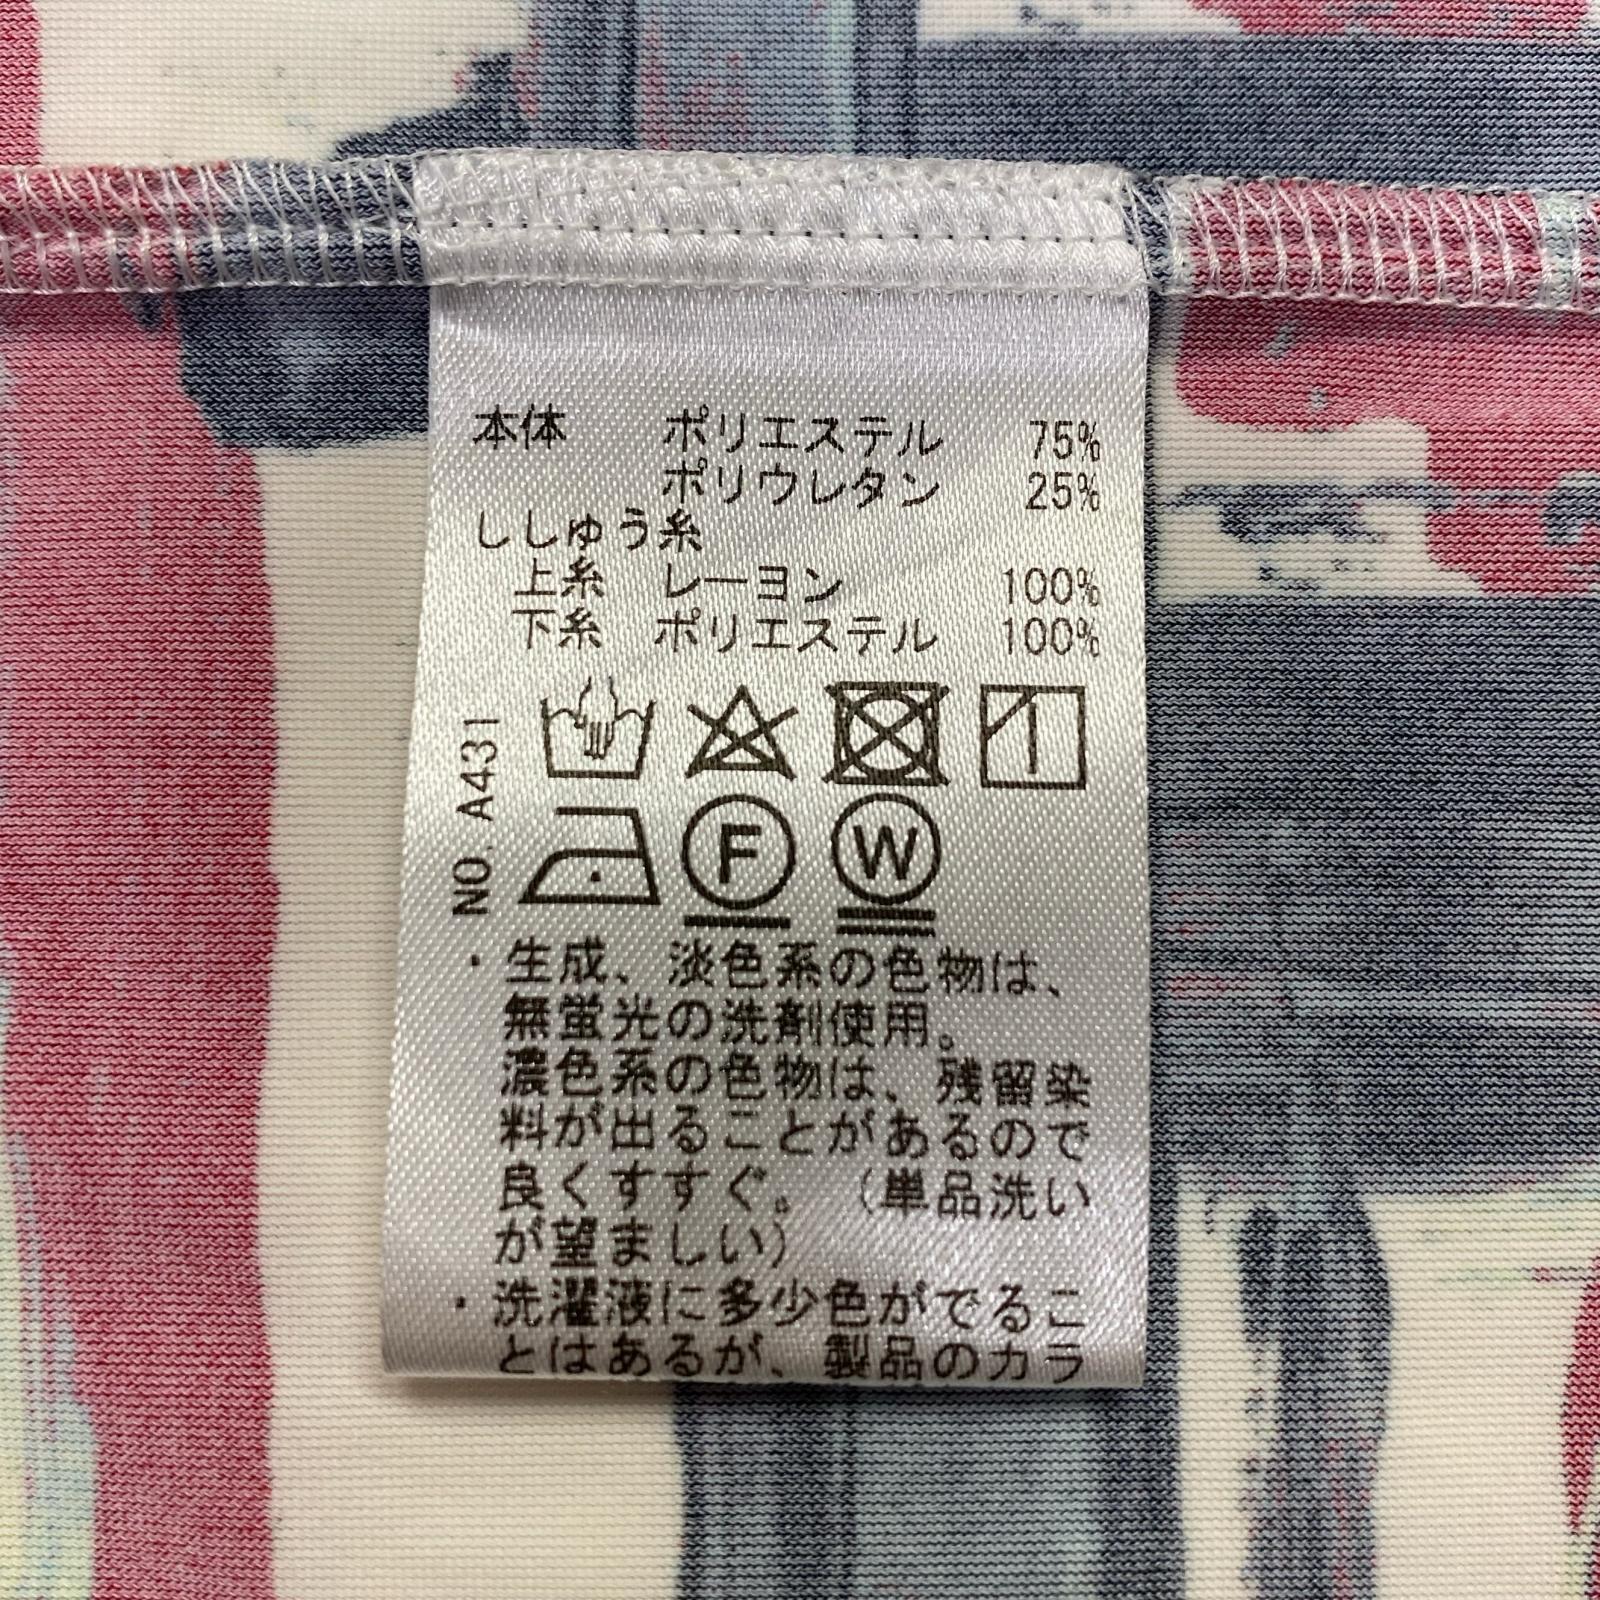 本体 ポリエステル 75%
ポリウレタン 25%
ししゅう糸
上糸 レーヨン 100%
下糸 ポリエステル 100%
NO. A431
F W
・生成、淡色系の色物は、
無蛍光の洗剤使用。
濃色系の色物は、残留染
料が出ることがあるので
良くすすぐ。（単品洗い
が望ましい）
・洗濯液に多少色がでるこ
とはあるが、製品のカラ